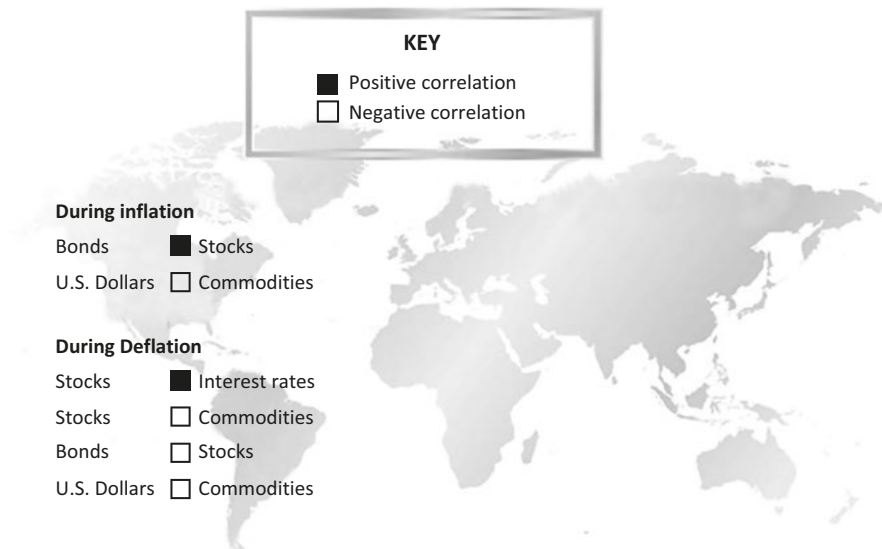 KEY
Positive correlation
Negative correlation
During inflation
Bonds Stocks
U.S. Dollars Commodities
During Deflation
Stocks Interest rates
Stocks Commodities
Bonds Stocks
U.S. Dollars Commodities